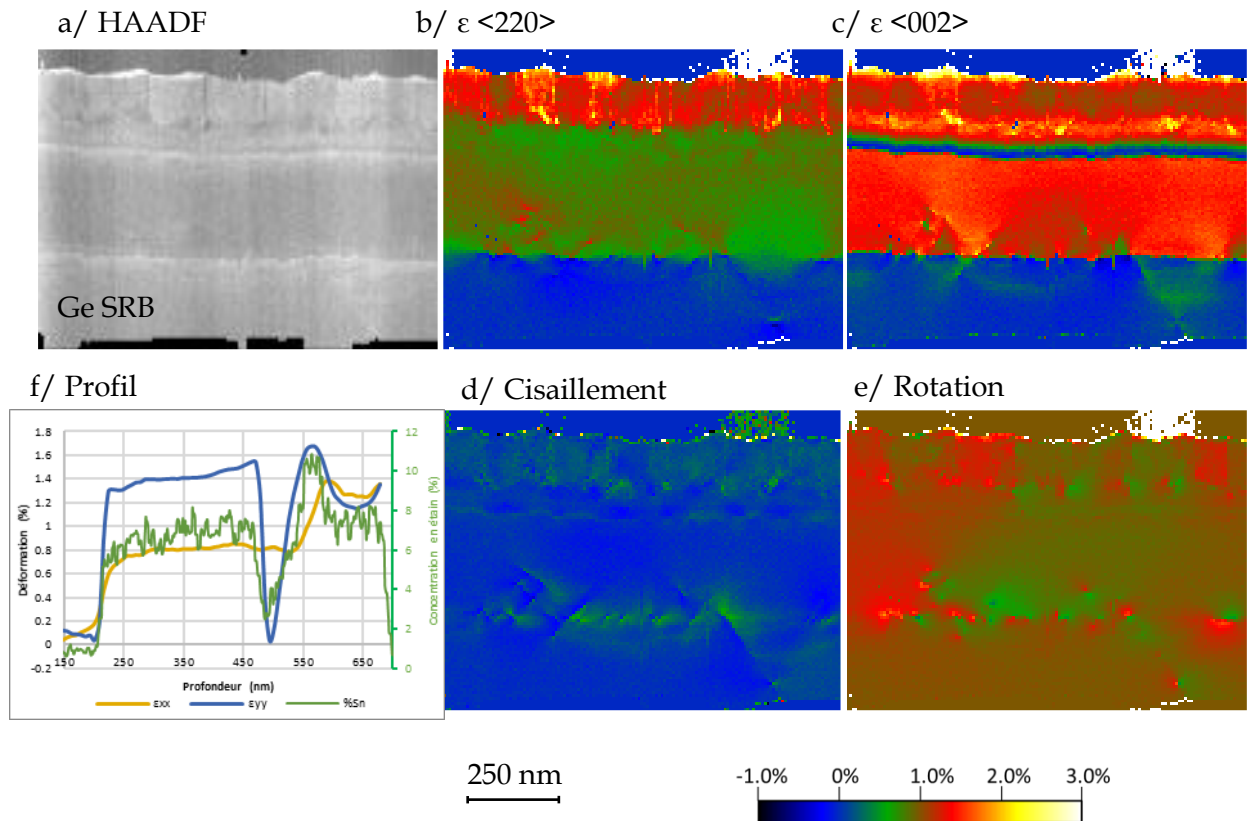 a/ HAADF
b/ ε <220>
c/ ε <002>
Ge SRB
f/ Profil
d/ Cisaillement
e/ Rotation
1.8
1.6
1.4
1.2
1
0.8
0.6
0.4
0.2
0
-0.2
Déformation (%)
12
10
8
6
4
2
0
Concentration en étain (%)
150 250 350 450 550 650
Profondeur (nm)
εxx εyy %Sn
250 nm
-1.0% 0% 1.0% 2.0% 3.0%